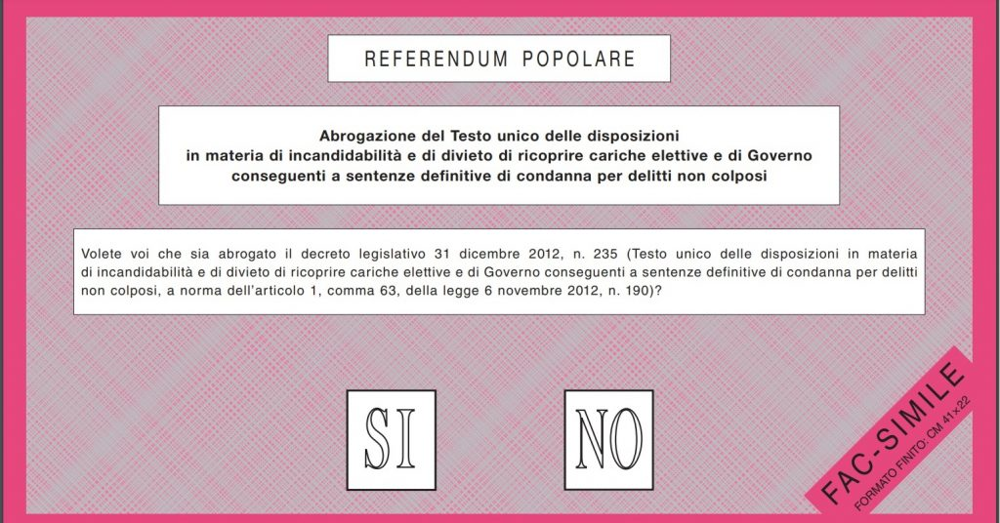 REFERENDUM POPOLARE
Abrogazione del Testo unico delle disposizioni
in materia di incandidabilità e di divieto di ricoprire cariche elettive e di Governo
conseguenti a sentenze definitive di condanna per delitti non colposi
Volete voi che sia abrogato il decreto legislativo 31 dicembre 2012, n. 235 (Testo unico delle disposizioni in materia
di incandidabilità e di divieto di ricoprire cariche elettive e di Governo conseguenti a sentenze definitive di condanna per delitti
non colposi, a norma dell'articolo 1, comma 63, della legge 6 novembre 2012, n. 190)?
SI NO
FAC-SIMILE
FORMATO FINITO: CM 41x22